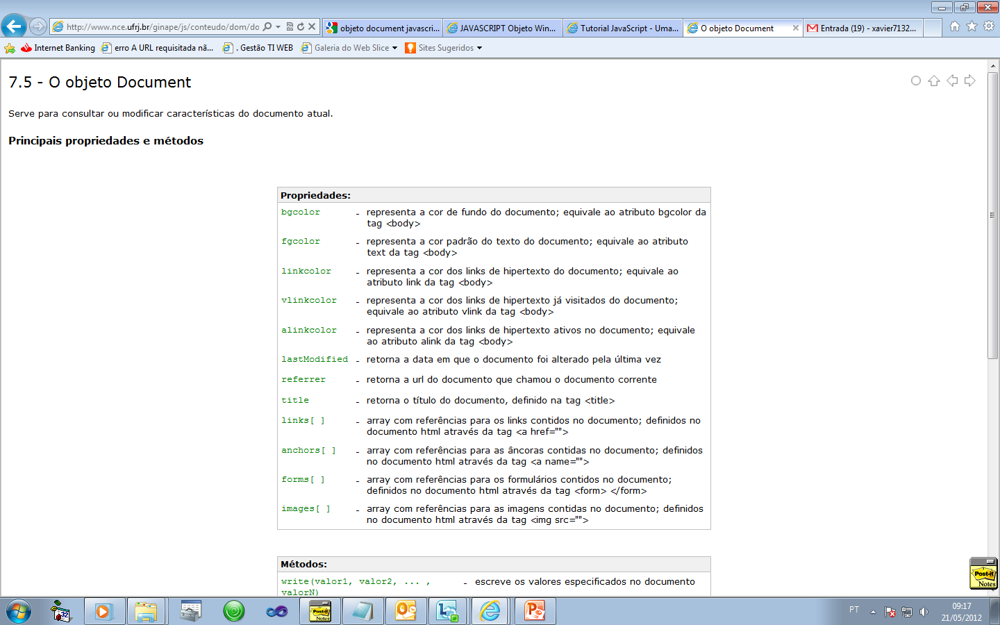 http://www.nce.ufrj.br/ginape/js/conteudo/dom/do
objeto document javascri...
JAVASCRIPT Objeto Win...
Tutorial JavaScript - Uma...
O objeto Document
Entrada (19) - xavier7132...
Internet Banking
erro A URL requisitada nã...
. Gestão TI WEB
Galeria do Web Slice
Sites Sugeridos
7.5 - O objeto Document
Serve para consultar ou modificar características do documento atual.
Principais propriedades e métodos
Propriedades:
bgcolor - representa a cor de fundo do documento; equivale ao atributo bgcolor da
tag <body>
fgcolor - representa a cor padrão do texto do documento; equivale ao atributo
text da tag <body>
linkcolor - representa a cor dos links de hipertexto do documento; equivale ao
atributo link da tag <body>
vlinkcolor - representa a cor dos links de hipertexto já visitados do documento;
equivale ao atributo vlink da tag <body>
alinkcolor - representa a cor dos links de hipertexto ativos no documento; equivale
ao atributo alink da tag <body>
lastModified - retorna a data em que o documento foi alterado pela última vez
referrer - retorna a url do documento que chamou o documento corrente
title - retorna o título do documento, definido na tag <title>
links[ ] - array com referências para os links contidos no documento; definidos no
documento html através da tag <a href="">
anchors[ ] - array com referências para as âncoras contidas no documento; definidos
no documento html através da tag <a name="">
forms[ ] - array com referências para os formulários contidos no documento;
definidos no documento html através da tag <form> </form>
images[ ] - array com referências para as imagens contidas no documento; definidos
no documento html através da tag <img src="">
Métodos:
write(valor1, valor2, ... , - escreve os valores especificados no documento
valorN)
Post-it
Notes
32
Post-it
Notes
PT
09:17
21/05/2012